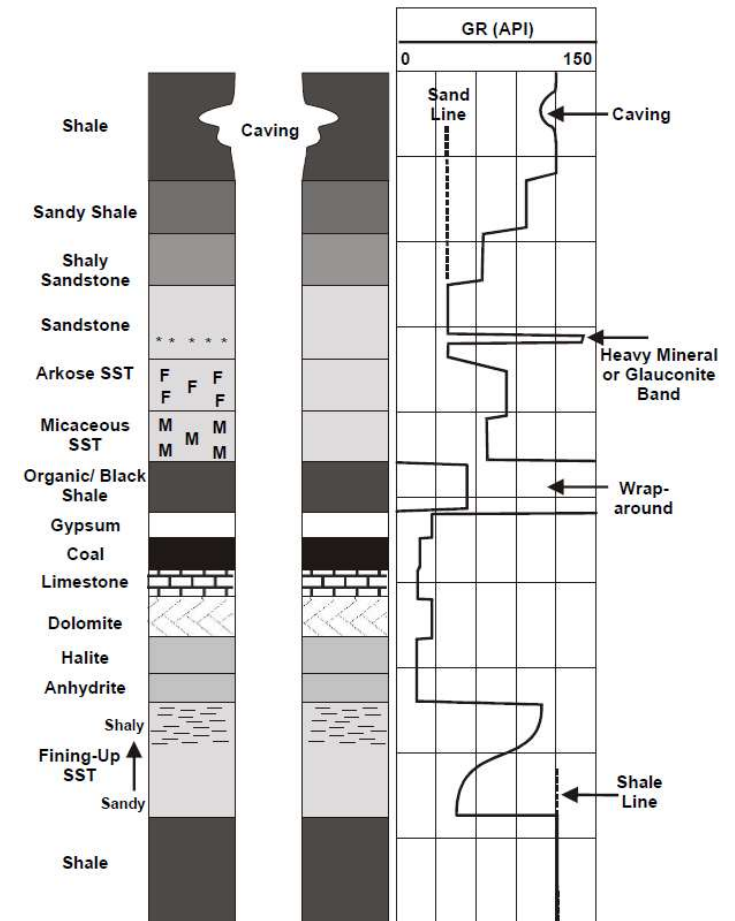 GR (API)
0 150
Sand
Line
Caving
Shale
Caving
Sandy Shale
Shaly
Sandstone
Sandstone
* * * * *
Heavy Mineral
or Glauconite
Band
Arkose SST
F F F
F F
Micaceous
SST
M M M
M M
Organic/ Black
Shale
Wrap-
around
Gypsum
Coal
Limestone
Dolomite
Halite
Anhydrite
Shaly
Fining-Up
SST
Sandy
Shale
Line
Shale